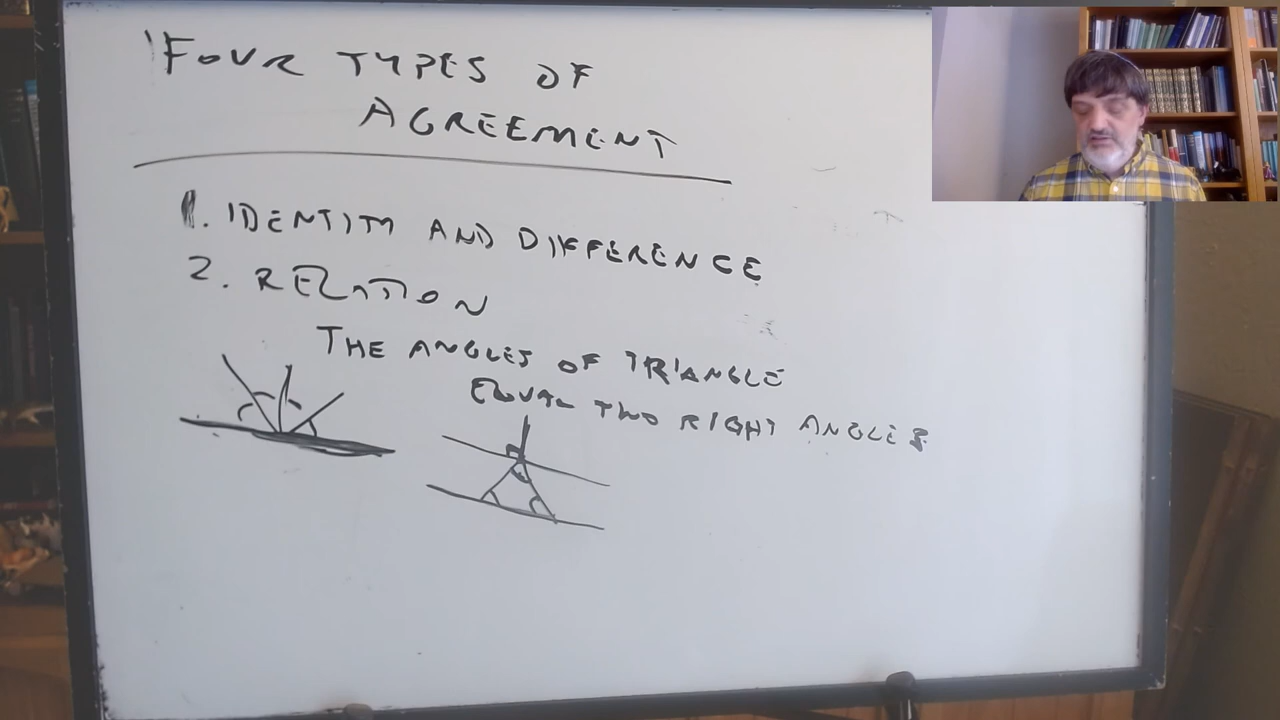 FOUR TYPES OF
AGREEMENT
1. IDENTITY AND DIFFERENCE
2. RELATION
THE ANGLES OF TRIANGLE
EQUAL TWO RIGHT ANGLES